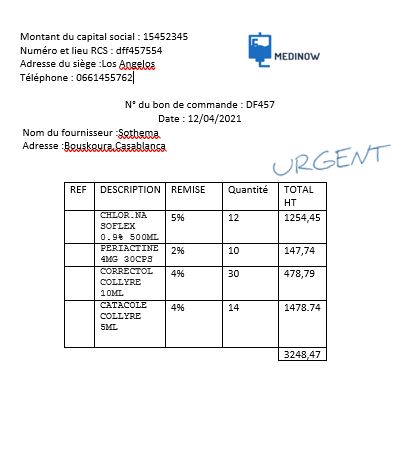 Montant du capital social : 15452345
Numéro et lieu RCS : dff457554
Adresse du siège :Los Angelos
Téléphone : 0661455762
MEDINOW
N° du bon de commande : DF457
Date : 12/04/2021
Nom du fournisseur :Sothema
Adresse :Bouskoura,Casablanca
URGENT
REF DESCRIPTION REMISE Quantité TOTAL
HT
CHLOR.NA 5% 12 1254,45
SOFLEX
0.9% 500ML
PERIACTINE 2% 10 147,74
4MG 30CPS
CORRECTOL 4% 30 478,79
COLLYRE
10ML
CATACOLE 4% 14 1478.74
COLLYRE
5ML
3248,47